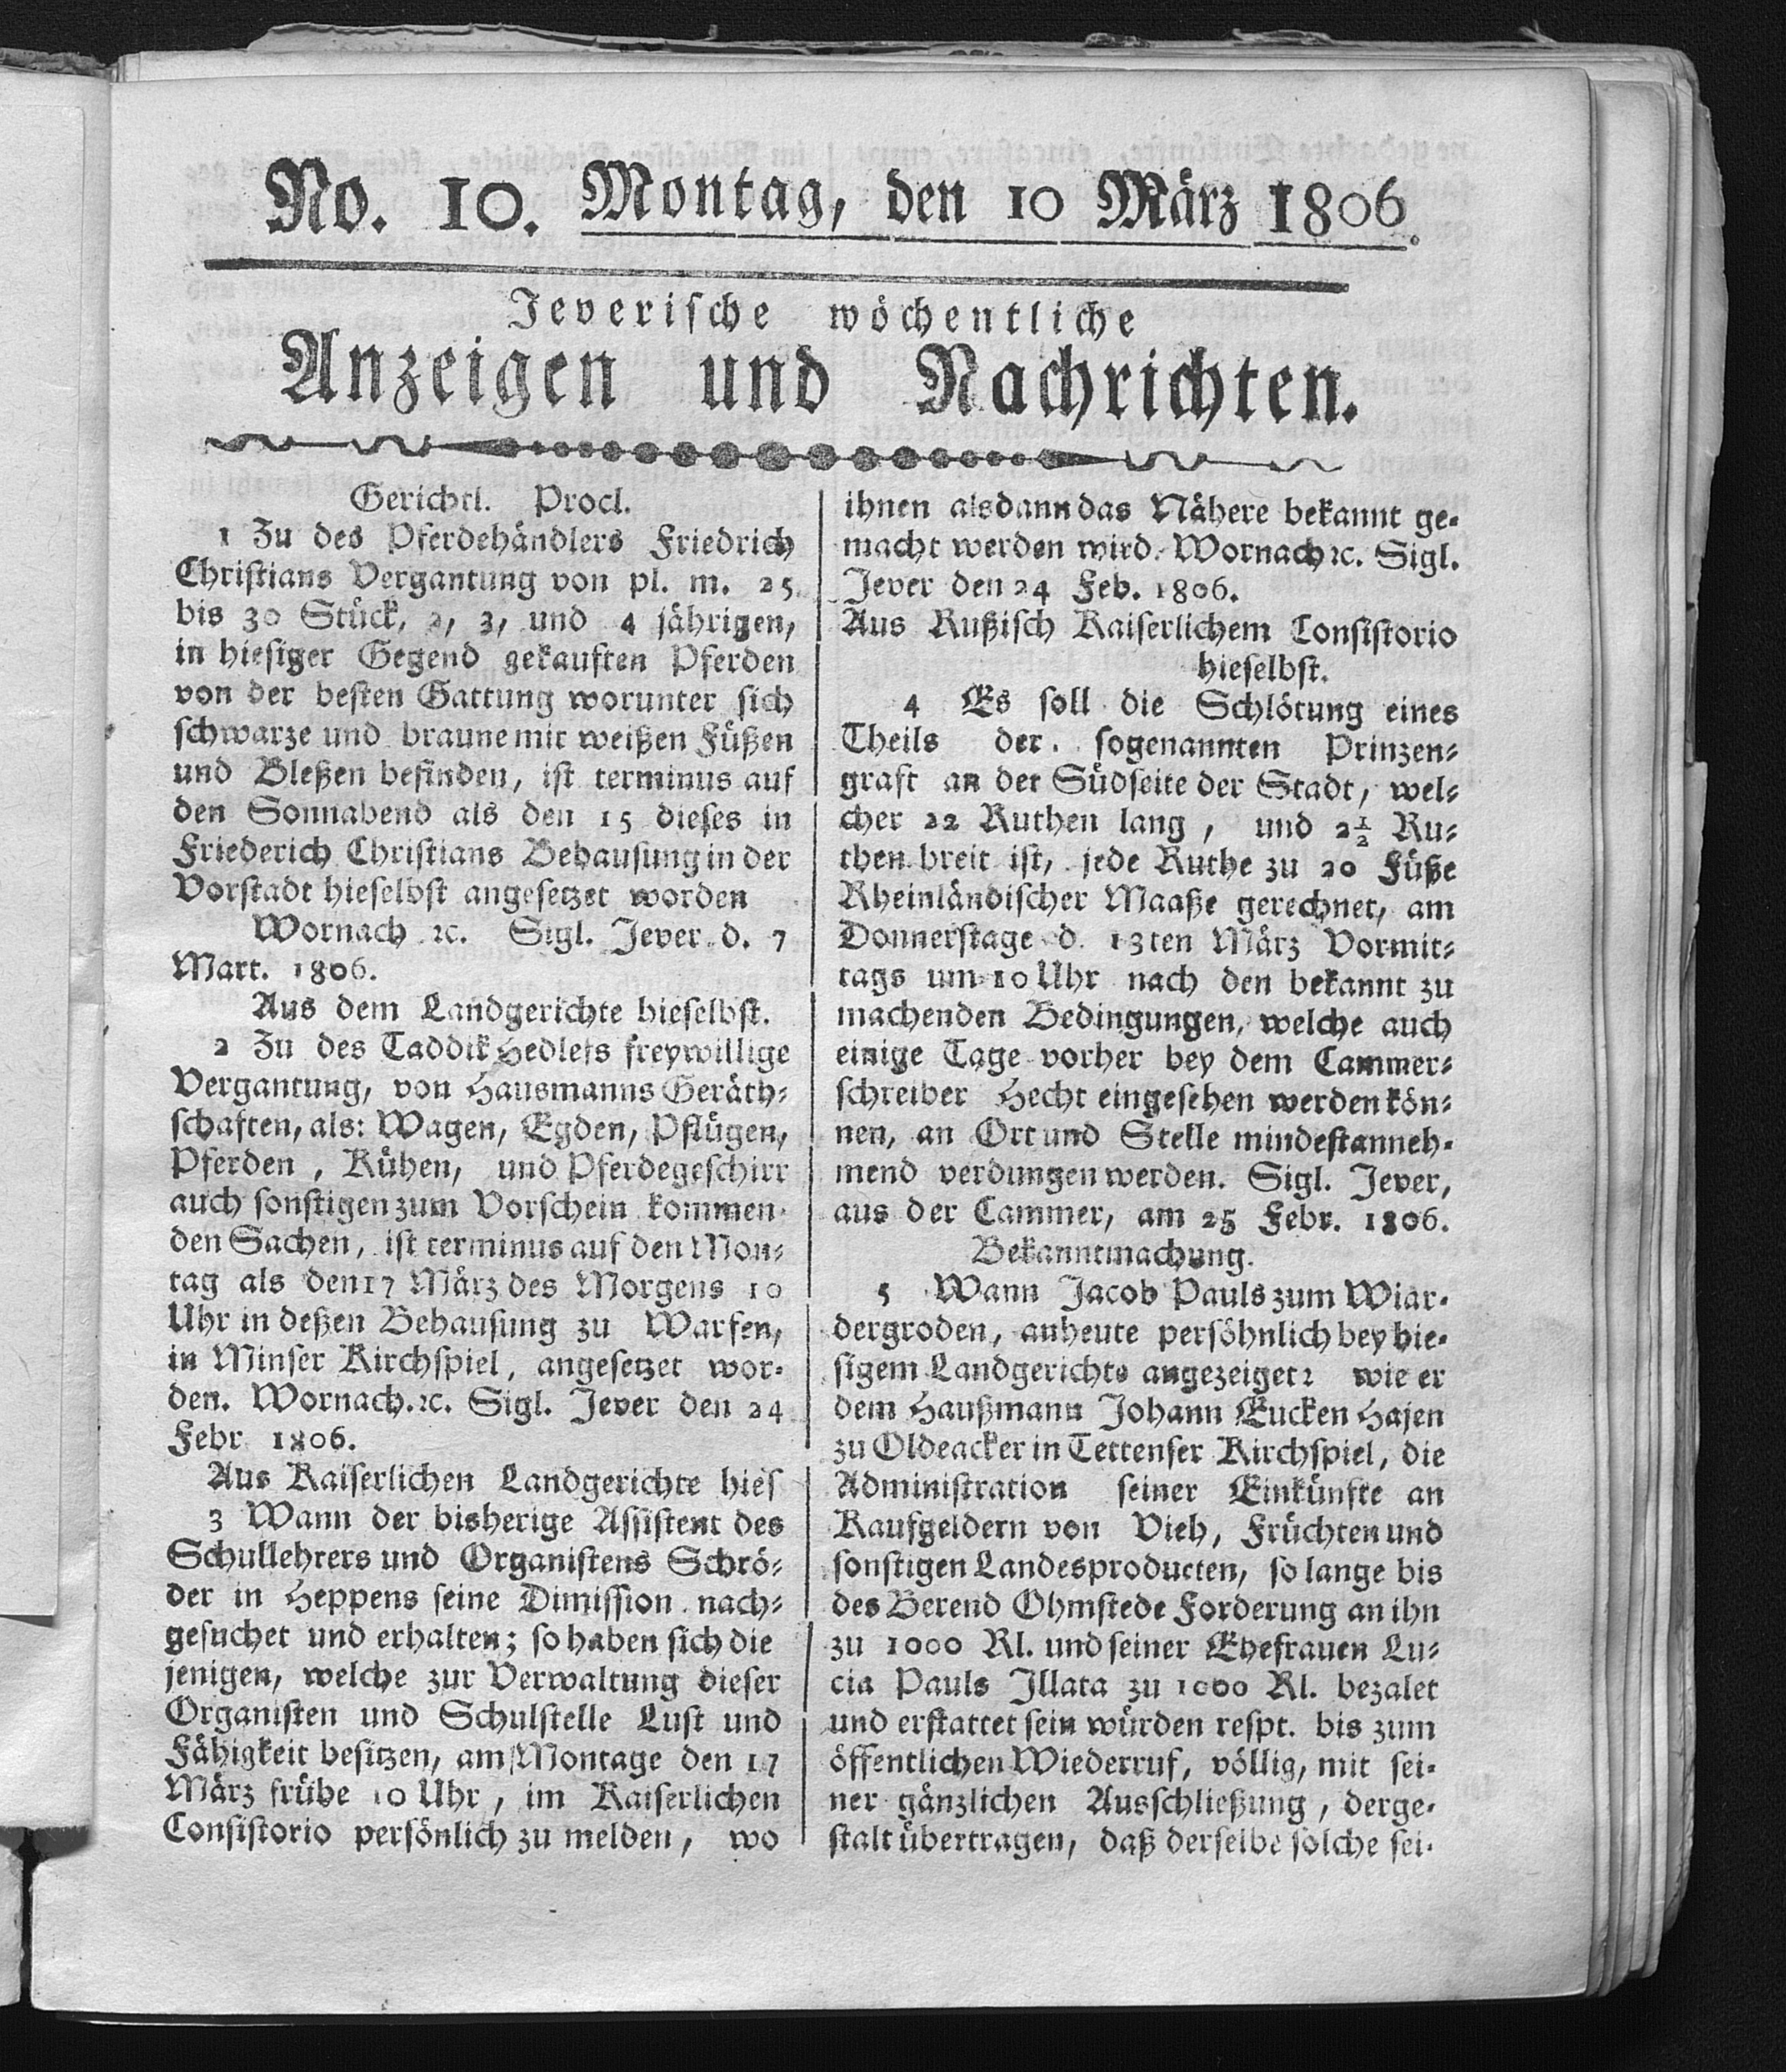 No. 10. Montag, den 10 März 1806.
Jeverische wöchentliche
Anzeigen und Nachrichten.
Gerichtl. Procl.
1 Zu des Pferdehändlers Friedrich
Christians Vergantung von pl. m. 25
bis 30 Stück, 2, 3, und 4 jährigen,
in hiesiger Gegend gekauften Pferden
von der besten Gattung worunter sich
schwarze und braune mit weißen Füßen
und Bleßen befinden, ist terminus auf
den Sonnabend als den 15 dieses in
Friederich Christians Behausung in der
Vorstadt hieselbst angesetzet worden
Wornach ꝛc. Sigl. Jever d. 7
Mart. 1806.
Aus dem Landgerichte hieselbst.
2 Zu des Taddik Hedlefs freywillige
Vergantung, von Hausmanns Geräth-
schaften, als: Wagen, Egden, Pflügen,
Pferden, Kühen, und Pferdegeschirr
auch sonstigen zum Vorschein kommen-
den Sachen, ist terminus auf den Mon-
tag als den 17 März des Morgens 10
Uhr in deßen Behausung zu Warfen,
in Minser Kirchspiel, angesetzet wor-
den. Wornach. ꝛc. Sigl. Jever den 24
Febr 1806.
Aus Kaiserlichen Landgerichte hies
3 Wann der bisherige Assistent des
Schullehrers und Organistens Schrö-
der in Heppens seine Dimission nach-
gesuchet und erhalten; so haben sich die
jenigen, welche zur Verwaltung dieser
Organisten und Schulstelle Lust und
Fähigkeit besitzen, am Montage den 17
März frühe 10 Uhr, im Kaiserlichen
Consistorio persönlich zu melden, wo
ihnen alsdann das Nähere bekannt ge-
macht werden wird. Wornach ꝛc. Sigl.
Jever den 24 Feb. 1806.
Aus Rußisch Kaiserlichem Consistorio
hieselbst.
4 Es soll die Schlötung eines
Theils der sogenannten Prinzen-
graft an der Südseite der Stadt, wel-
cher 22 Ruthen lang, und 2½ Ru-
then breit ist, jede Ruthe zu 20 Füße
Rheinländischer Maaße gerechnet, am
Donnerstage d. 13ten März Vormit-
tags um 10 Uhr nach den bekannt zu
machenden Bedingungen, welche auch
einige Tage vorher bey dem Cammer-
schreiber Hecht eingesehen werden kön-
nen, an Ort und Stelle mindestanneh-
mend verdungen werden. Sigl. Jever,
aus der Cammer, am 25 Febr. 1806.
Bekanntmachung.
5 Wann Jacob Pauls zum Wiar-
dergroden, anheute persöhnlich bey hie-
sigem Landgerichte angezeiget: wie er
dem Haußmann Johann Eucken Hajen
zu Oldeacker in Tettenser Kirchspiel, die
Administration seiner Einkünfte an
Kaufgeldern von Vieh, Früchten und
sonstigen Landesproducten, so lange bis
des Berend Ohmstede Forderung an ihn
zu 1000 Rl. und seiner Ehefrauen Lu-
cia Pauls Illata zu 1000 Rl. bezalet
und erstattet sein würden respt. bis zum
öffentlichen Wiederruf, völlig, mit sei-
ner gänzlichen Ausschließung, derge-
stalt übertragen, daß derselbe solche sei-